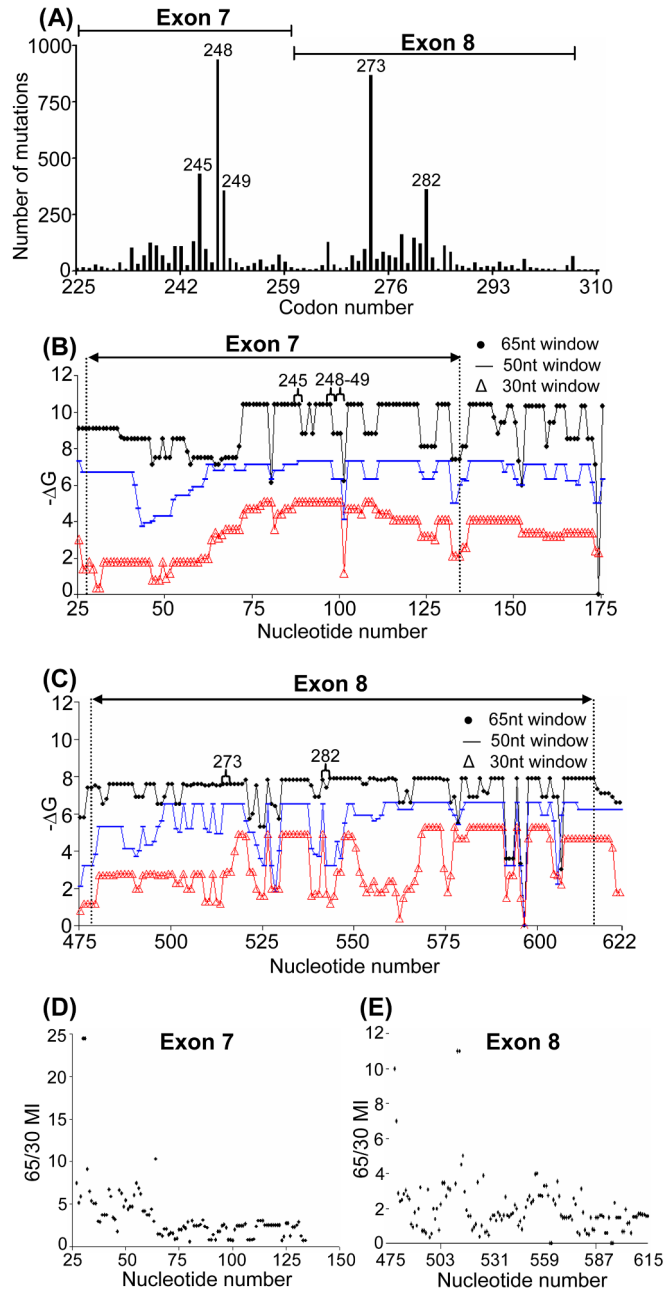 (A)
Exon 7
Exon 8
Number of mutations
1000
750
500
250
0
245
248
249
273
282
225 242 259 276 293 310
Codon number
(B)
Exon 7
65nt window
50nt window
30nt window
245 248-49
-ΔG
12
10
8
6
4
2
0
25 50 75 100 125 150 175
Nucleotide number
(C)
Exon 8
65nt window
50nt window
30nt window
273 282
-ΔG
12
10
8
6
4
2
0
475 500 525 550 575 600 622
Nucleotide number
(D)
Exon 7
65/30 MI
25
20
15
10
5
0
25 50 75 100 125 150
Nucleotide number
(E)
Exon 8
65/30 MI
12
10
8
6
4
2
0
475 503 531 559 587 615
Nucleotide number